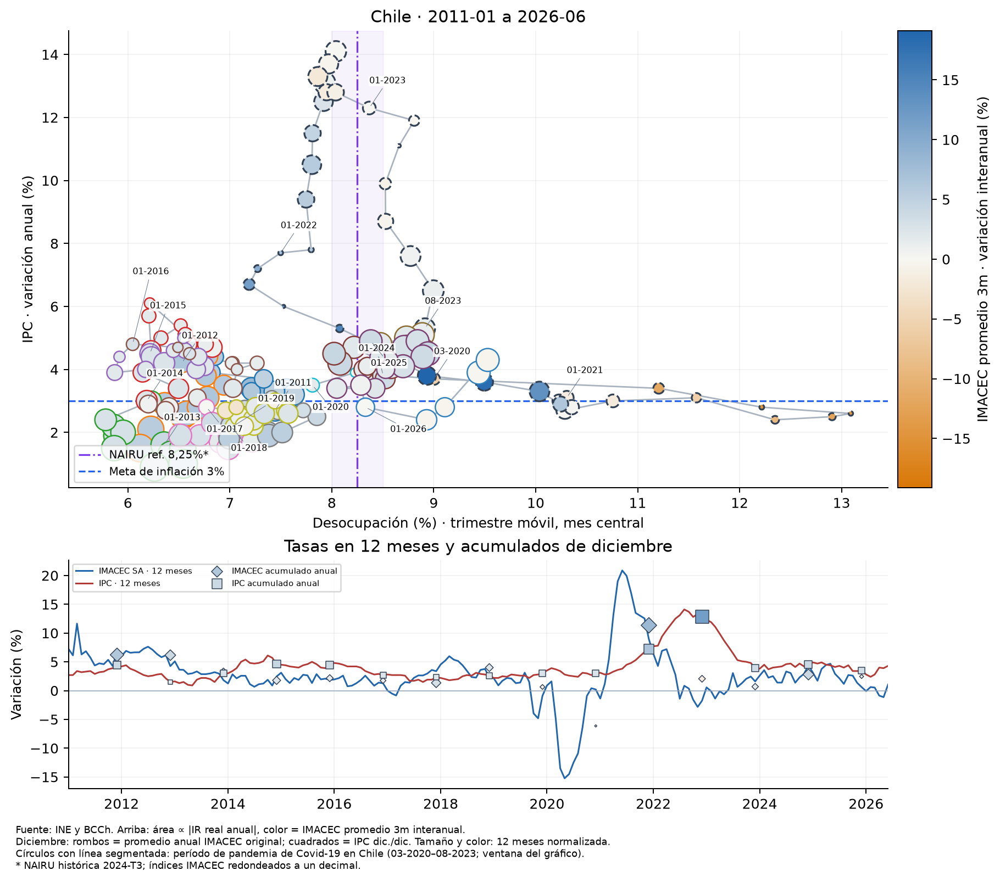 Chile · 2011-01 a 2026-06
14
12
10
8
6
4
2
IPC · variación anual (%)
01-2023
01-2022
01-2016
01-2015
08-2023
01-2012
01-2024
03-2020
01-2025
01-2014
01-2021
01-2011
01-2019
01-2020
01-2013
01-2017
01-2026
01-2018
NAIRU ref. 8,25%*
Meta de inflación 3%
6 7 8 9 10 11 12 13
Desocupación (%) · trimestre móvil, mes central
15
10
5
0
−5
−10
−15
IMACEC promedio 3m · variación interanual (%)
Tasas en 12 meses y acumulados de diciembre
IMACEC SA · 12 meses
IPC · 12 meses
IMACEC acumulado anual
IPC acumulado anual
20
15
10
5
0
−5
−10
−15
Variación (%)
2012 2014 2016 2018 2020 2022 2024 2026
Fuente: INE y BCCh. Arriba: área ∝ |IR real anual|, color = IMACEC promedio 3m interanual.
Diciembre: rombos = promedio anual IMACEC original; cuadrados = IPC dic./dic. Tamaño y color: 12 meses normalizada.
Círculos con línea segmentada: período de pandemia de Covid-19 en Chile (03-2020–08-2023; ventana del gráfico).
* NAIRU histórica 2024-T3; índices IMACEC redondeados a un decimal.